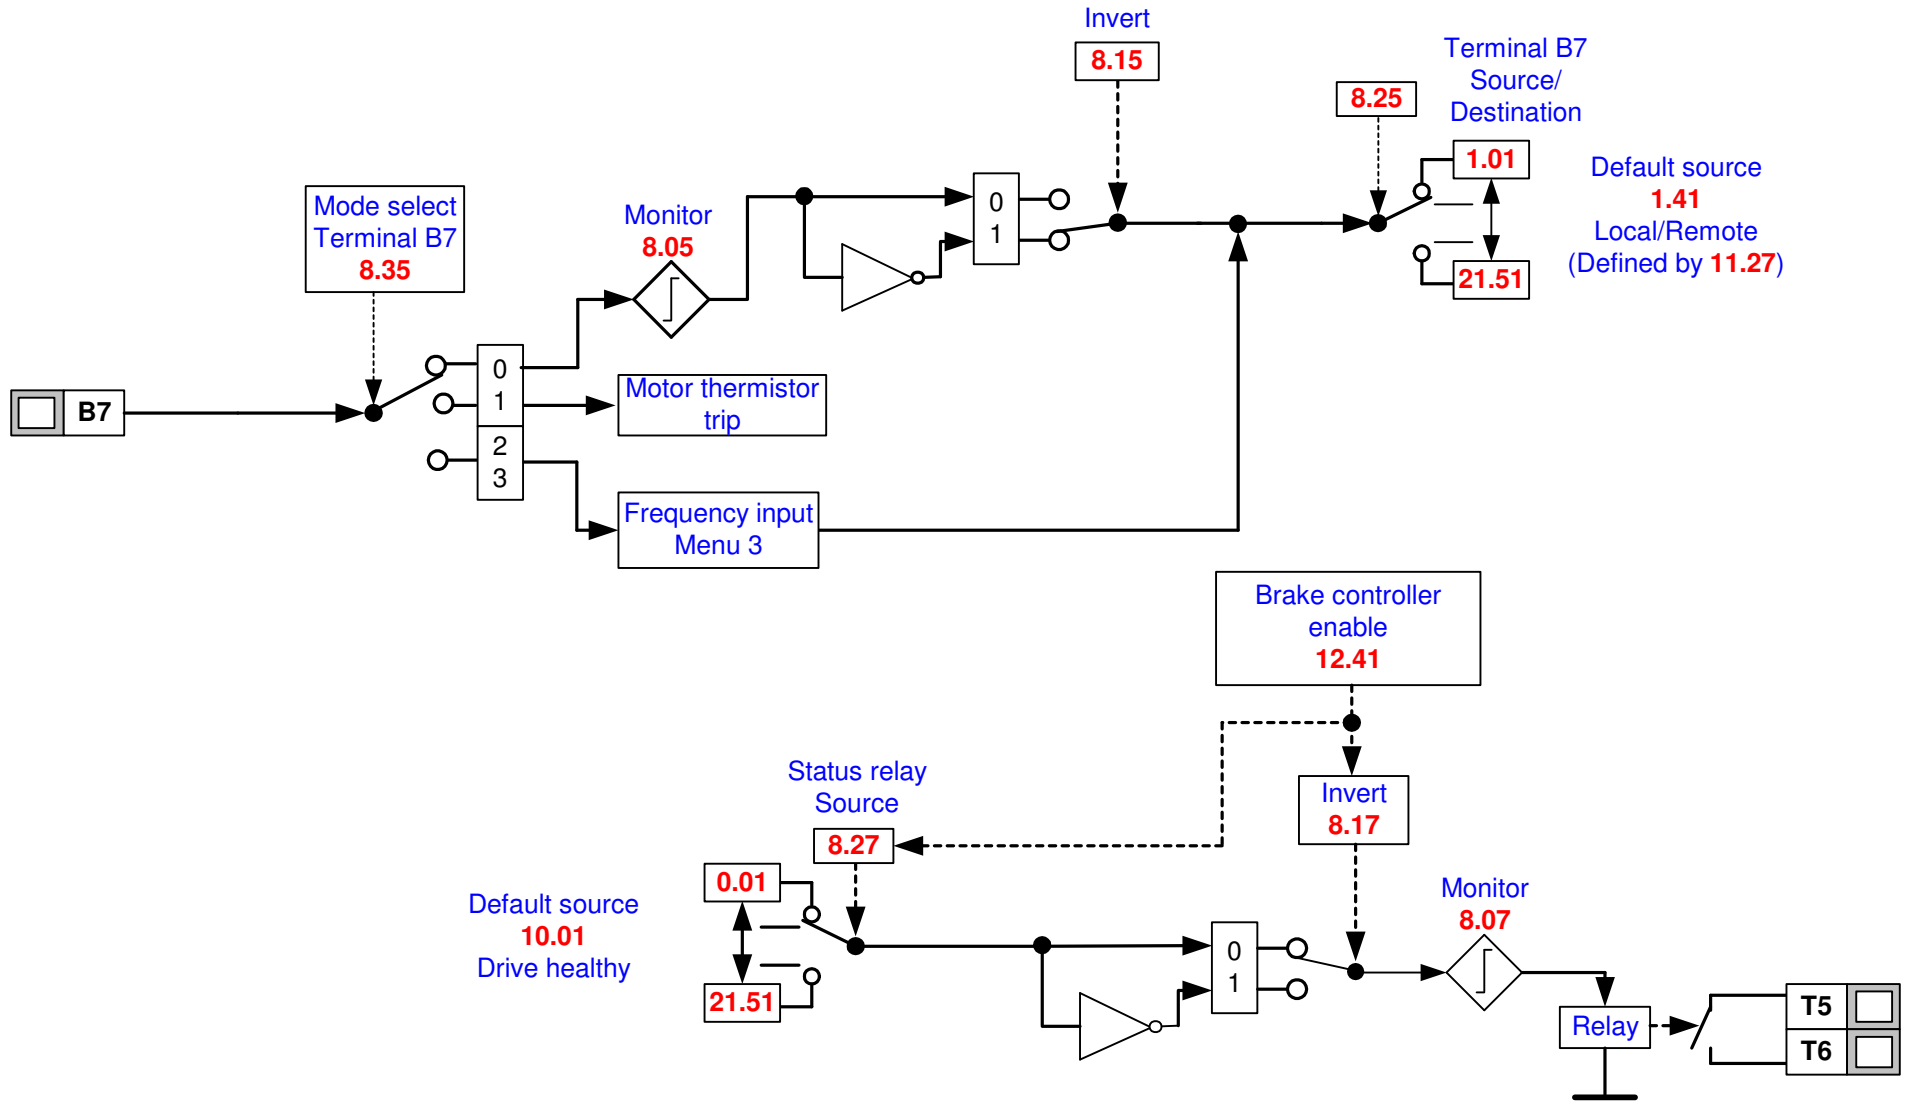 Invert
8.15
Terminal B7
Source/
Destination
8.25
1.01
21.51
Default source
1.41
Local/Remote
(Defined by 11.27)
Mode select
Terminal B7
8.35
Monitor
8.05
0
1
B7
0
1
2
3
Motor thermistor
trip
Frequency input
Menu 3
Brake controller
enable
12.41
Status relay
Source
8.27
Invert
8.17
0.01
21.51
Default source
10.01
Drive healthy
0
1
Monitor
8.07
Relay
T5
T6